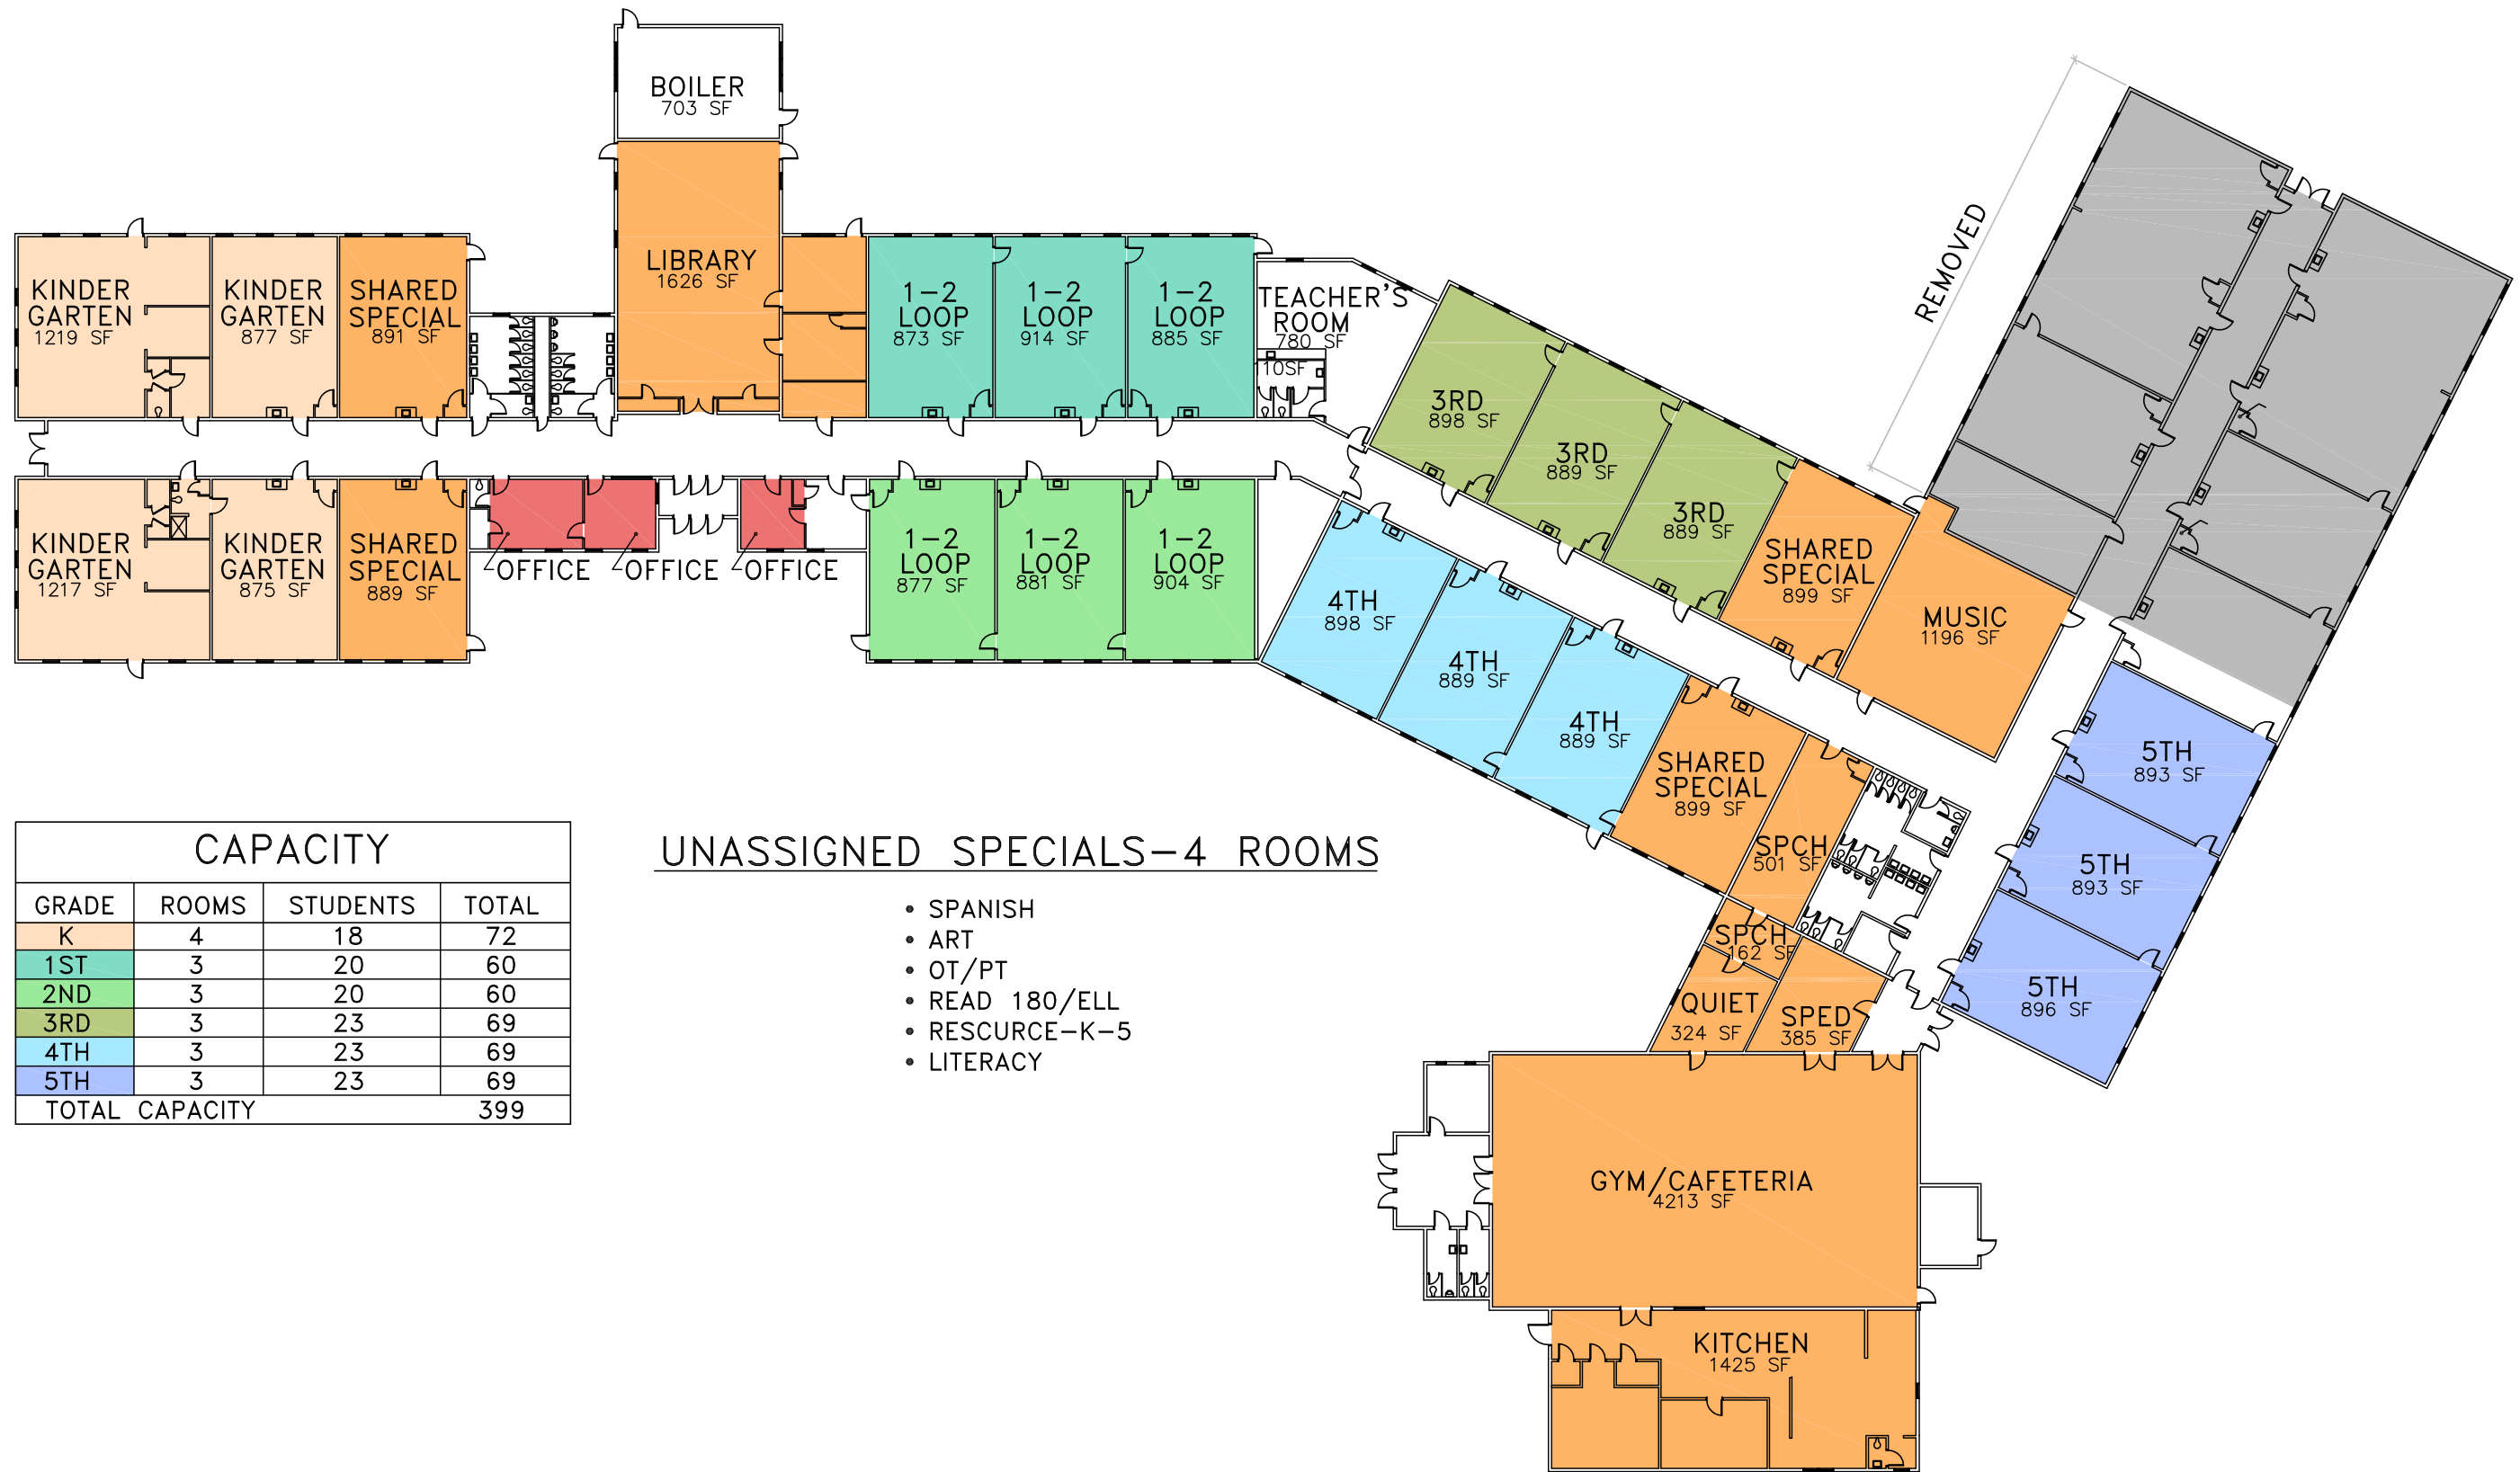 BOILER
703 SF
LIBRARY
1626 SF
KINDER
GARTEN
1219 SF
KINDER
GARTEN
877 SF
SHARED
SPECIAL
891 SF
1-2
LOOP
873 SF
1-2
LOOP
914 SF
1-2
LOOP
885 SF
TEACHER'S
ROOM
780 SF
110SF
REMOVED
3RD
898 SF
3RD
889 SF
3RD
889 SF
SHARED
SPECIAL
899 SF
MUSIC
1196 SF
KINDER
GARTEN
1217 SF
KINDER
GARTEN
875 SF
SHARED
SPECIAL
889 SF
OFFICE
OFFICE
OFFICE
1-2
LOOP
877 SF
1-2
LOOP
881 SF
1-2
LOOP
904 SF
4TH
898 SF
4TH
889 SF
4TH
889 SF
SHARED
SPECIAL
899 SF
SPCH
501 SF
SPCH
162 SF
QUIET
324 SF
SPED
385 SF
5TH
893 SF
5TH
893 SF
5TH
896 SF
GYM/CAFETERIA
4213 SF
KITCHEN
1425 SF
CAPACITY
GRADE ROOMS STUDENTS TOTAL
K 4 18 72
1ST 3 20 60
2ND 3 20 60
3RD 3 23 69
4TH 3 23 69
5TH 3 23 69
TOTAL CAPACITY 399
UNASSIGNED SPECIALS-4 ROOMS
• SPANISH
• ART
• OT/PT
• READ 180/ELL
• RESCURCE-K-5
• LITERACY